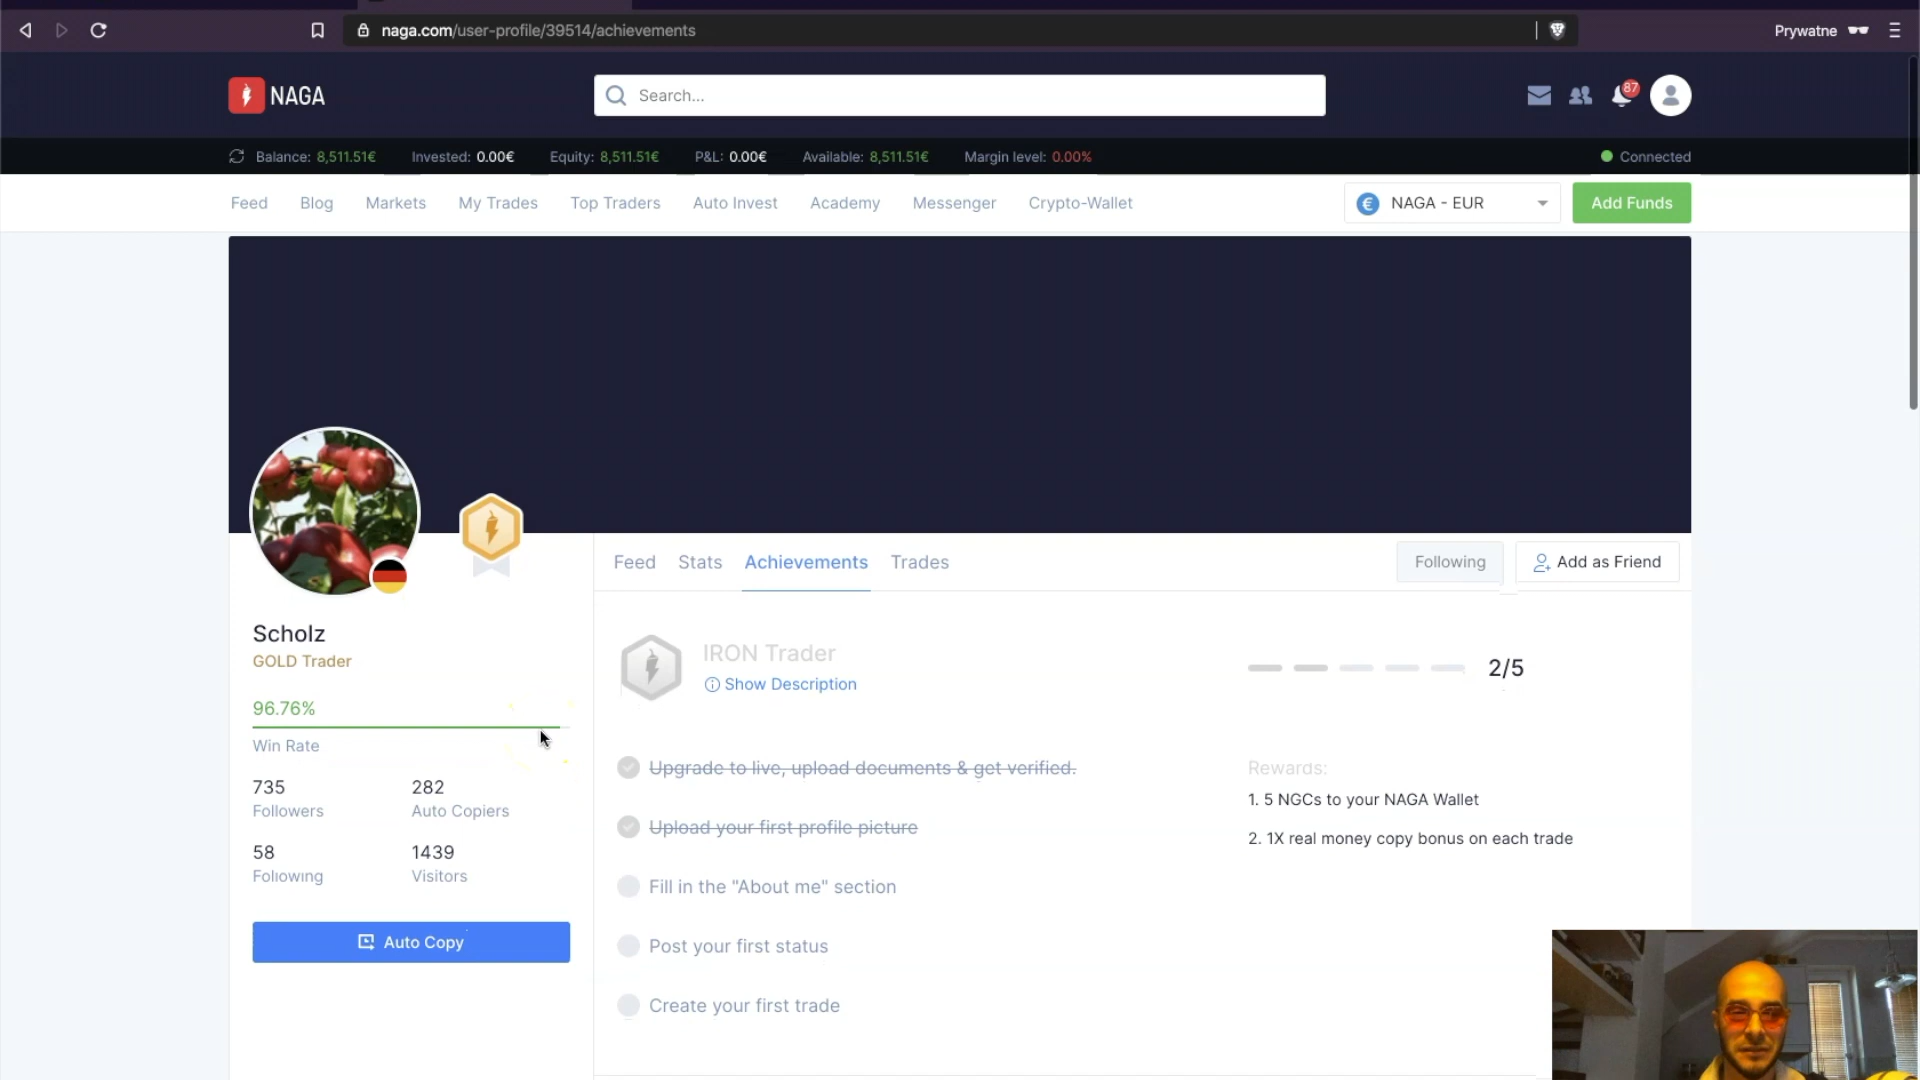 naga.com/user-profile/39514/achievements
Prywatne
NAGA
Search...
87
Balance: 8,511.51€ Invested: 0.00€ Equity: 8,511.51€ P&L: 0.00€ Available: 8,511.51€ Margin level: 0.00%
Connected
Feed Blog Markets My Trades Top Traders Auto Invest Academy Messenger Crypto-Wallet
€ NAGA - EUR
Add Funds
Feed Stats Achievements Trades
Following
Add as Friend
Scholz
GOLD Trader
96.76%
Win Rate
735
Followers
282
Auto Copiers
58
Following
1439
Visitors
Auto Copy
IRON Trader
Show Description
2/5
Upgrade to live, upload documents & get verified.
Upload your first profile picture
Fill in the "About me" section
Post your first status
Create your first trade
Rewards:
1. 5 NGCs to your NAGA Wallet
2. 1X real money copy bonus on each trade